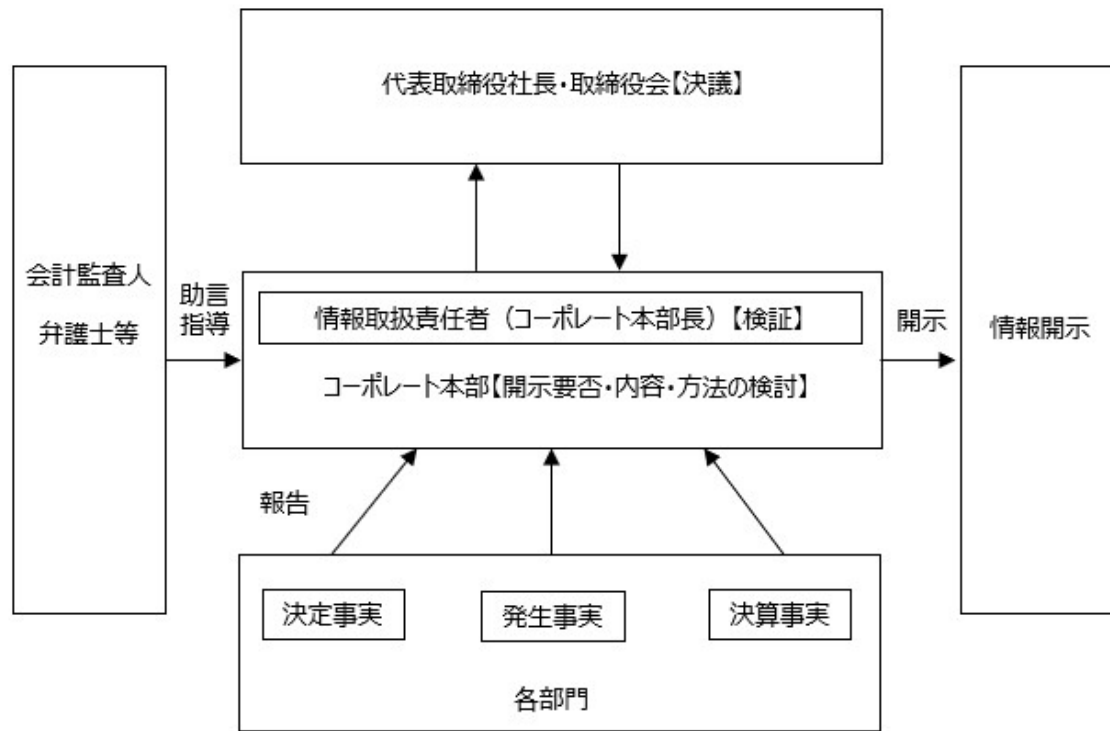 代表取締役社長・取締役会【決議】
会計監査人
弁護士等
助言
指導
情報取扱責任者（コーポレート本部長）【検証】
コーポレート本部【開示要否・内容・方法の検討】
開示
情報開示
報告
決定事実
発生事実
決算事実
各部門